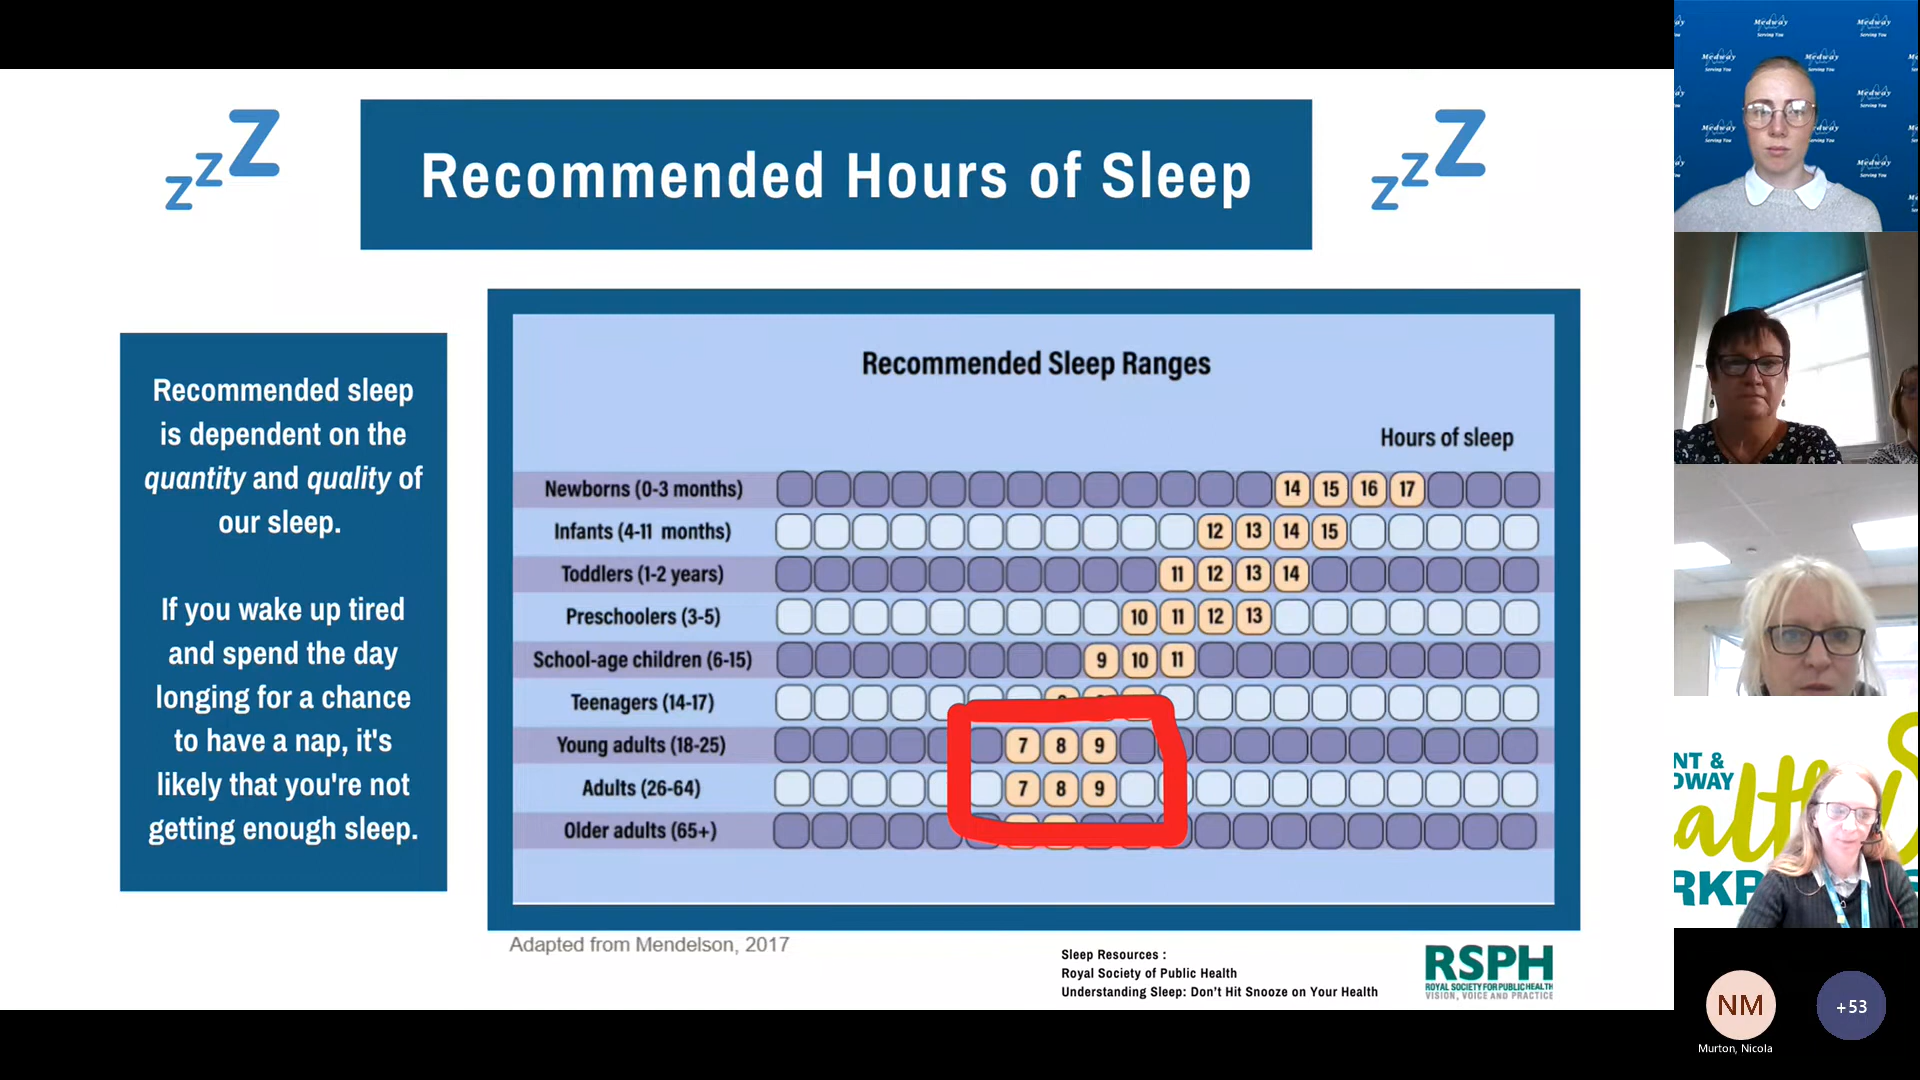 Recommended Hours of Sleep
Recommended sleep
is dependent on the
quantity and quality of
our sleep.
If you wake up tired
and spend the day
longing for a chance
to have a nap, it's
likely that you're not
getting enough sleep.
Recommended Sleep Ranges
Hours of sleep
Newborns (0-3 months) 14 15 16 17
Infants (4-11 months) 12 13 14 15
Toddlers (1-2 years) 11 12 13 14
Preschoolers (3-5) 10 11 12 13
School-age children (6-15) 9 10 11
Teenagers (14-17)
Young adults (18-25) 7 8 9
Adults (26-64) 7 8 9
Older adults (65+)
Adapted from Mendelson, 2017
Sleep Resources :
Royal Society of Public Health
Understanding Sleep: Don't Hit Snooze on Your Health
RSPH
ROYAL SOCIETY FOR PUBLIC HEALTH
VISION, VOICE AND PRACTICE
Medway
Serving You
NT &
DWAY
NM
Murton, Nicola
+53